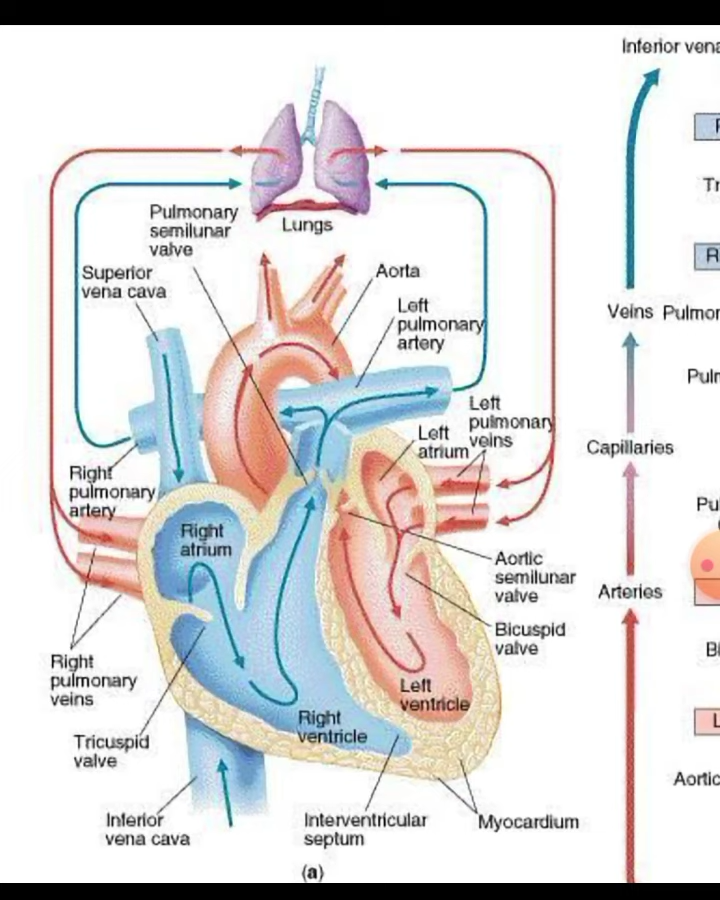 Lungs
Pulmonary
semilunar
valve
Superior
vena cava
Aorta
Left
pulmonary
artery
Left
pulmonary
veins
Left
atrium
Right
pulmonary
artery
Right
atrium
Aortic
semilunar
valve
Bicuspid
valve
Right
pulmonary
veins
Left
ventricle
Right
ventricle
Tricuspid
valve
Inferior
vena cava
Interventricular
septum
Myocardium
(a)
Inferior vena
Veins
Capillaries
Arteries
Aortic